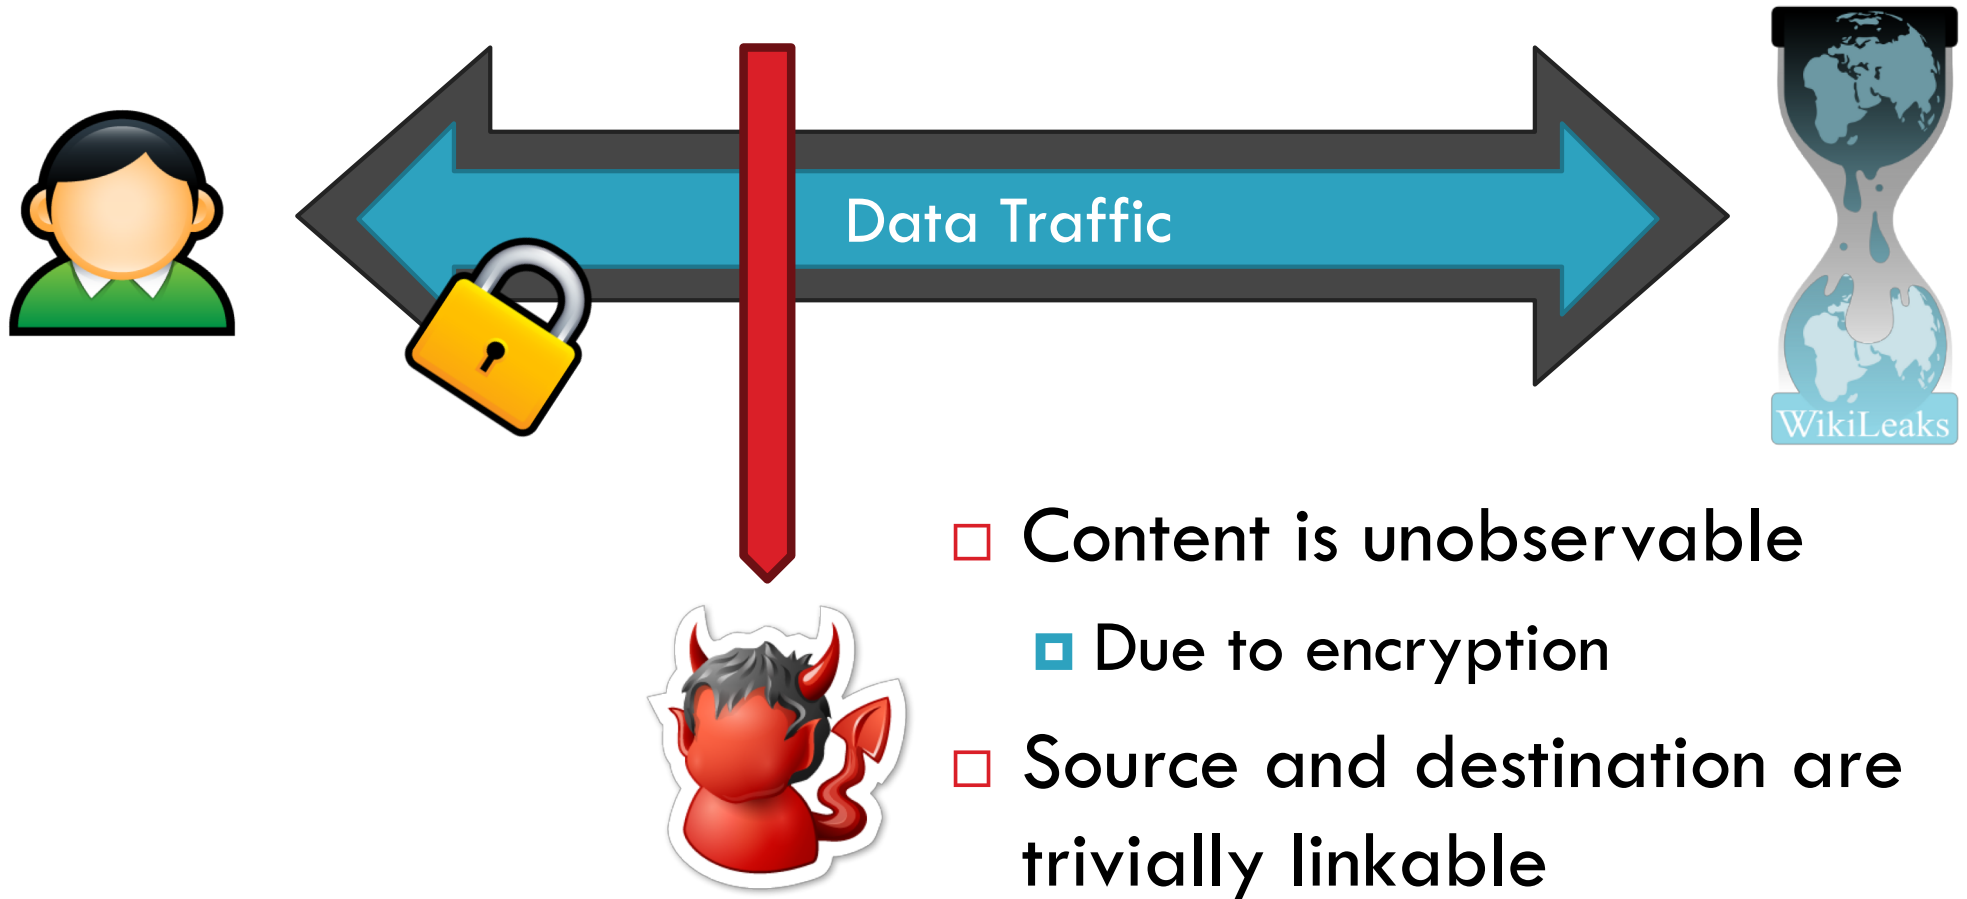 Data Traffic
WikiLeaks
Content is unobservable
Due to encryption
Source and destination are
trivially linkable